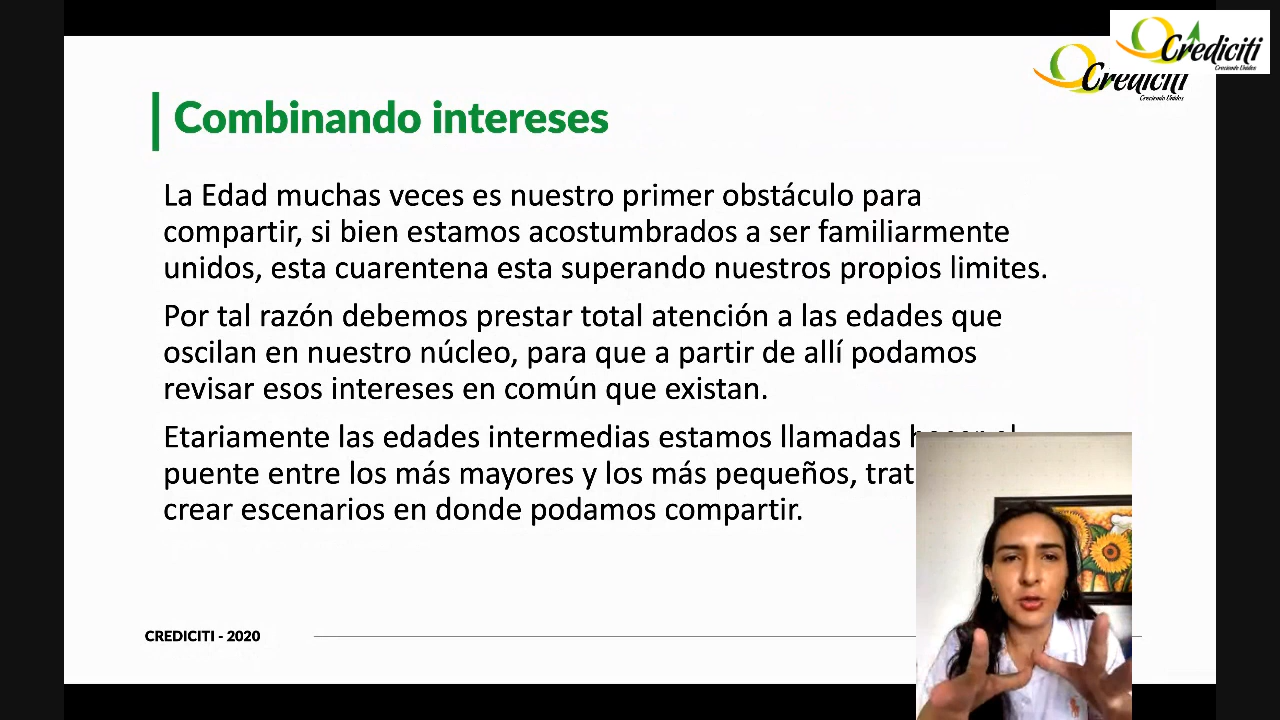 Crediciti
Creciendo Unidos
Crediciti
Creciendo Unidos
Combinando intereses
La Edad muchas veces es nuestro primer obstáculo para
compartir, si bien estamos acostumbrados a ser familiarmente
unidos, esta cuarentena esta superando nuestros propios limites.
Por tal razón debemos prestar total atención a las edades que
oscilan en nuestro núcleo, para que a partir de allí podamos
revisar esos intereses en común que existan.
Etariamente las edades intermedias estamos llamadas
puente entre los más mayores y los más pequeños,
crear escenarios en donde podamos compartir.
CREDICITI - 2020